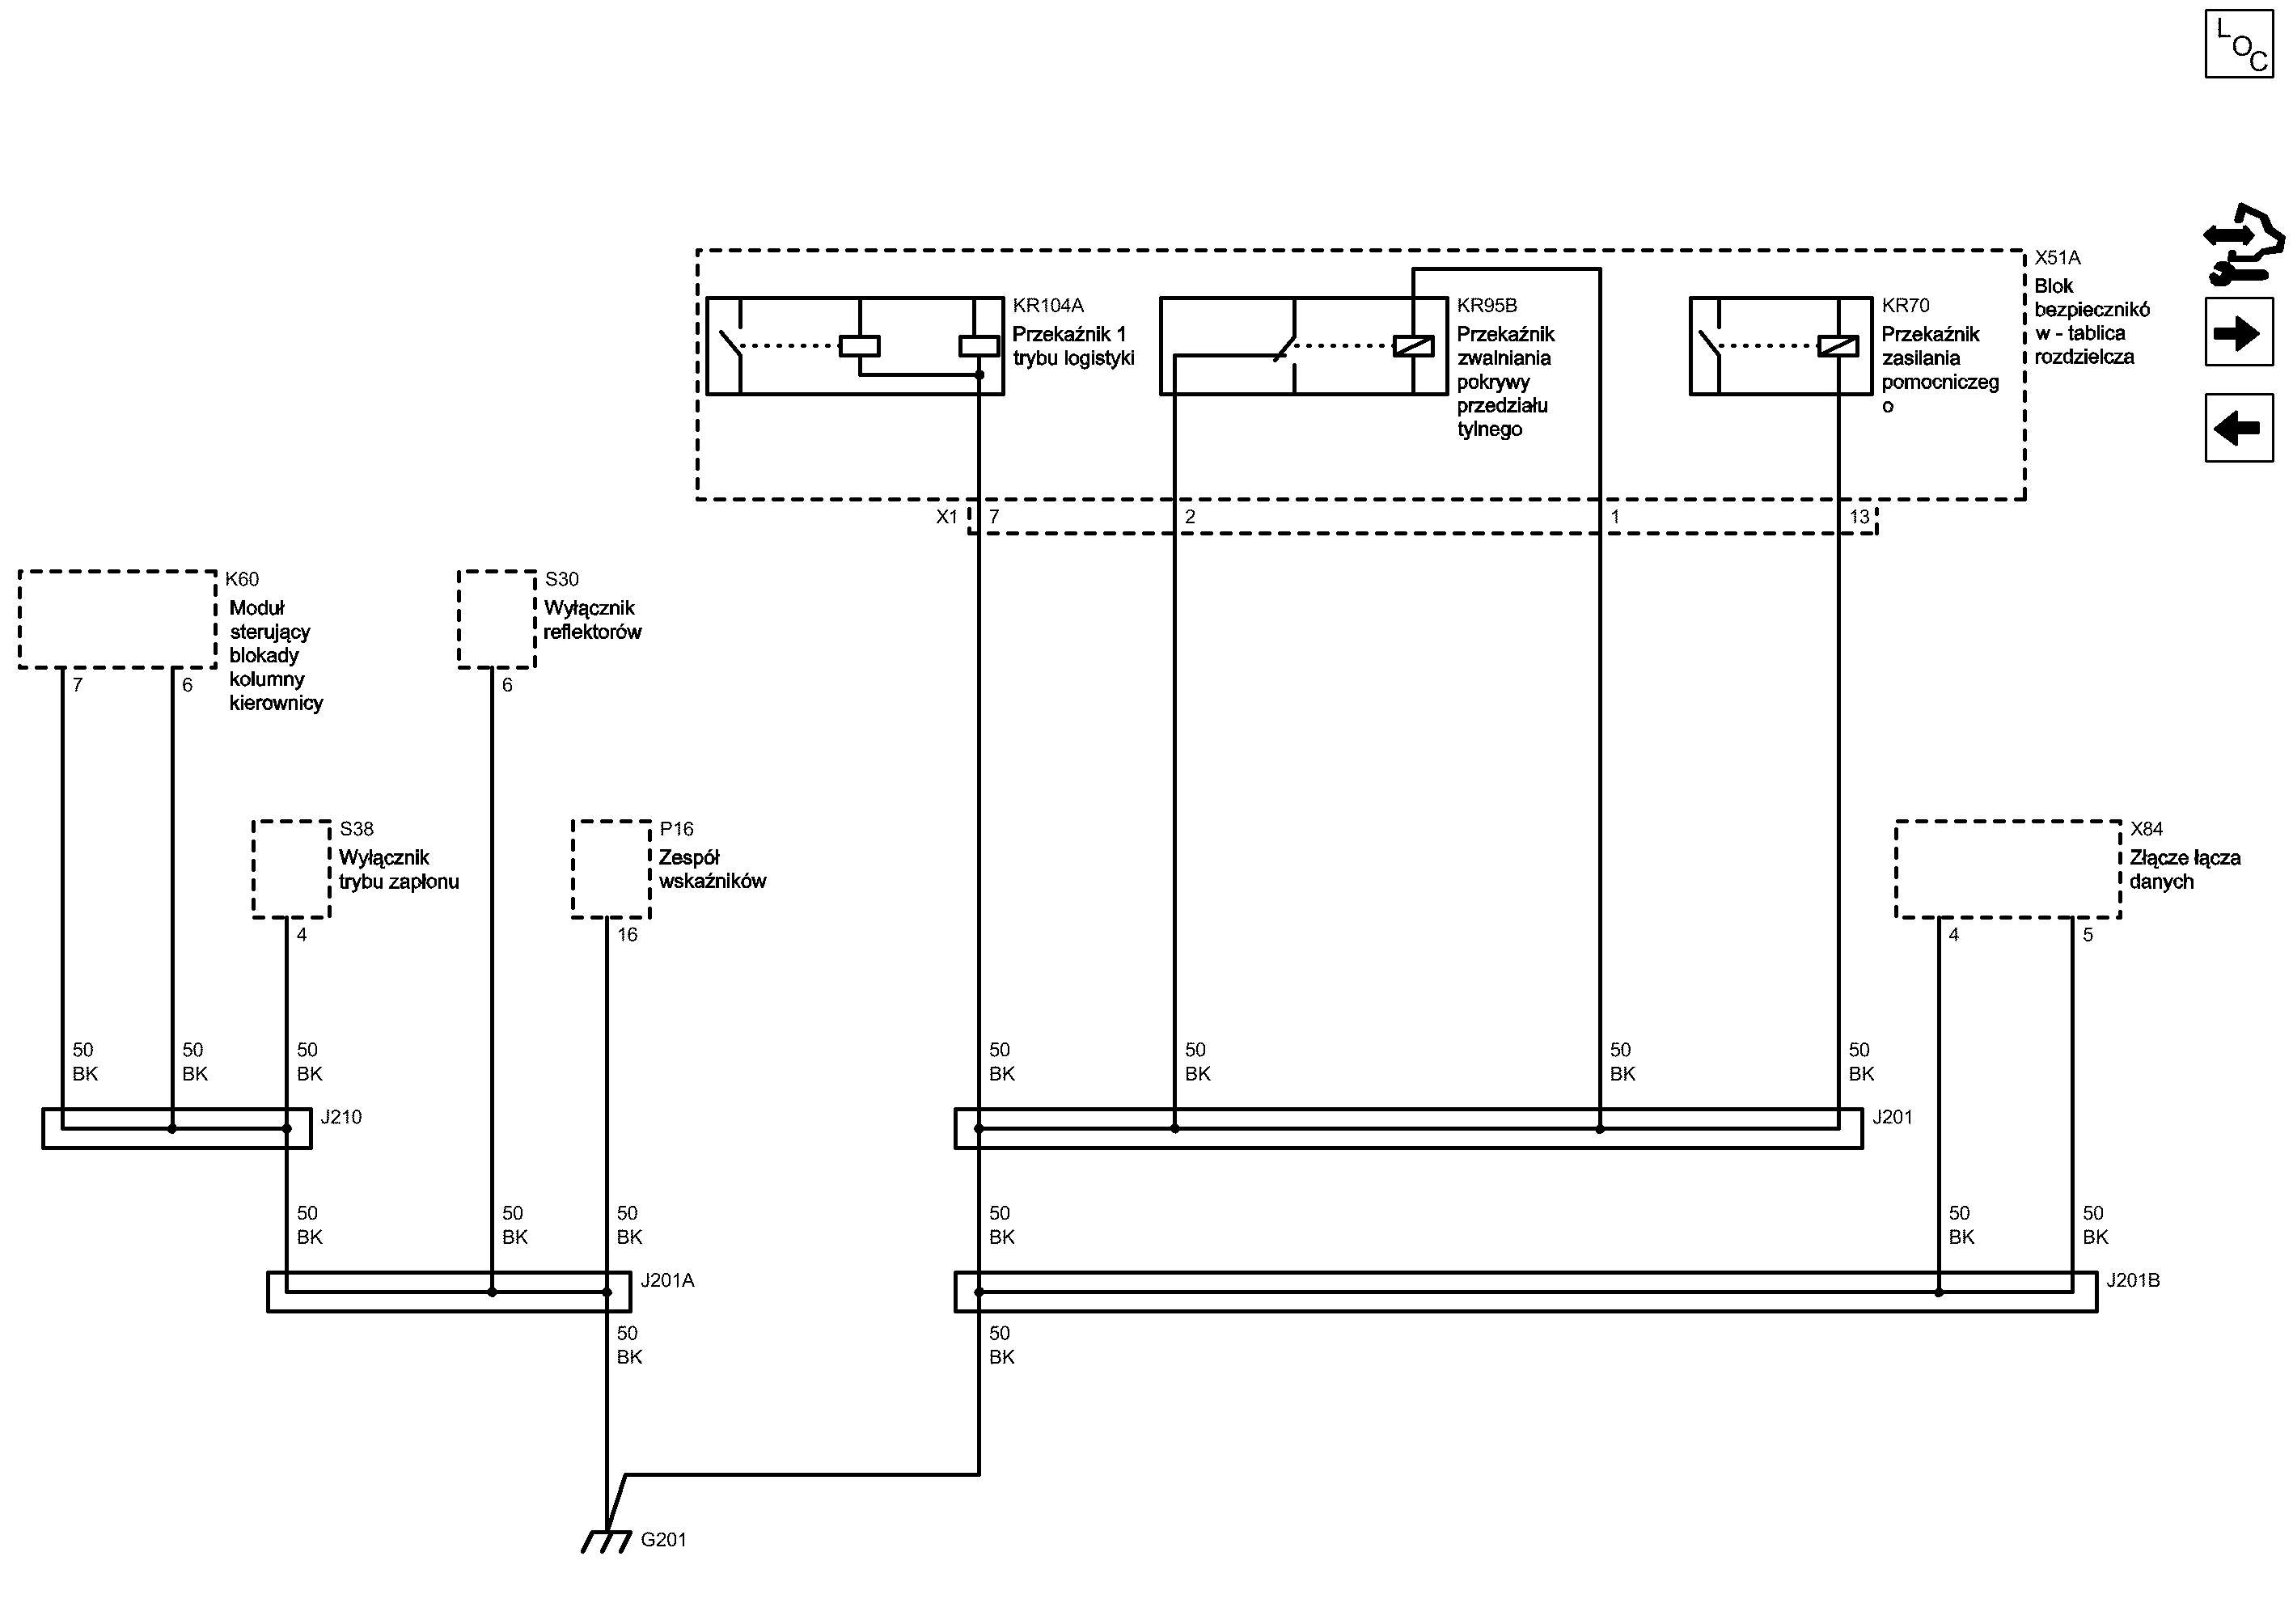 LOC
X51A
Blok
bezpiecznikó
w - tablica
rozdzielcza
KR104A
Przekaźnik 1
trybu logistyki
KR95B
Przekaźnik
zwalniania
pokrywy
przedziału
tylnego
KR70
Przekaźnik
zasilania
pomocniczeg
o
X1 7 2 1 13
K60
Moduł
sterujący
blokady
kolumny
kierownicy
S30
Wyłącznik
reflektorów
7 6 6
S38
Wyłącznik
trybu zapłonu
P16
Zespół
wskaźników
X84
Złącze łącza
danych
4 16 4 5
50 50 50 50 50 50 50
BK BK BK BK BK BK BK
J210 J201
50 50 50 50 50 50
BK BK BK BK BK BK
J201A J201B
50 50
BK BK
G201